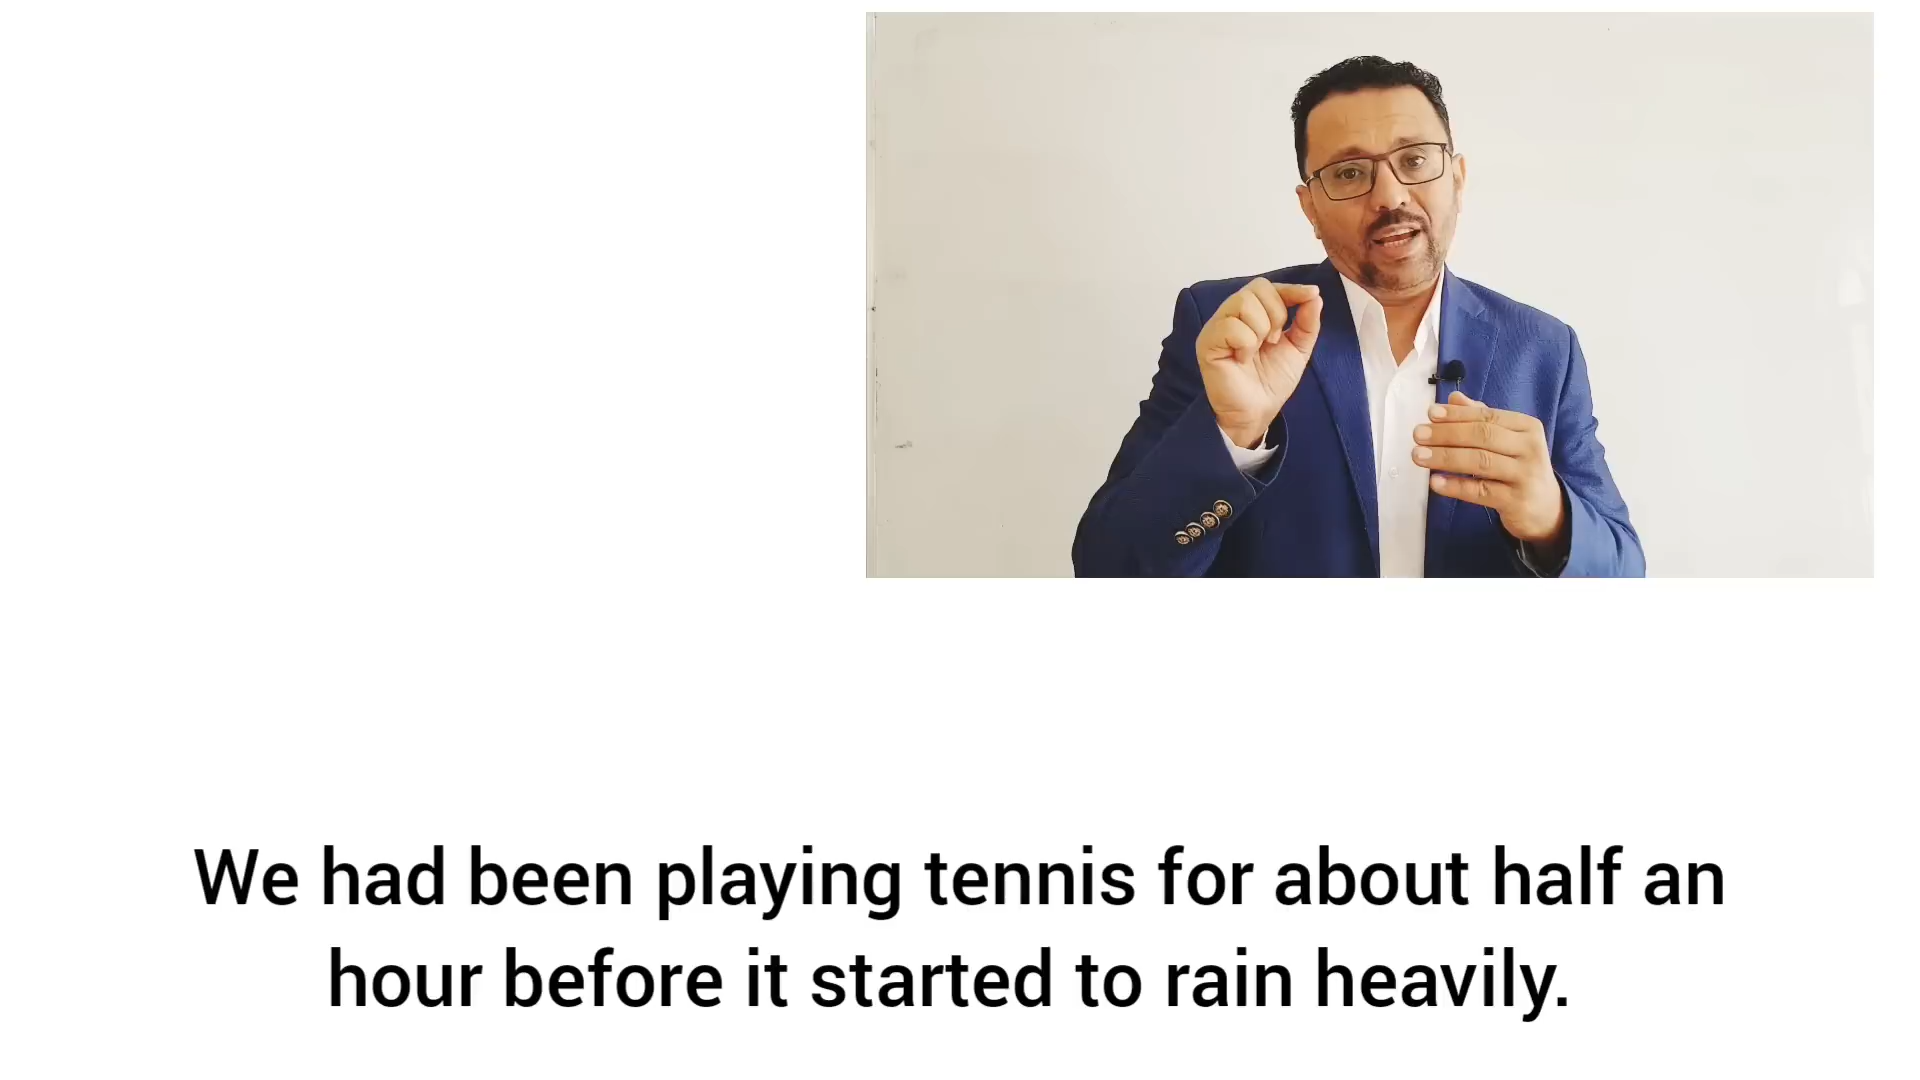 We had been playing tennis for about half an
hour before it started to rain heavily.